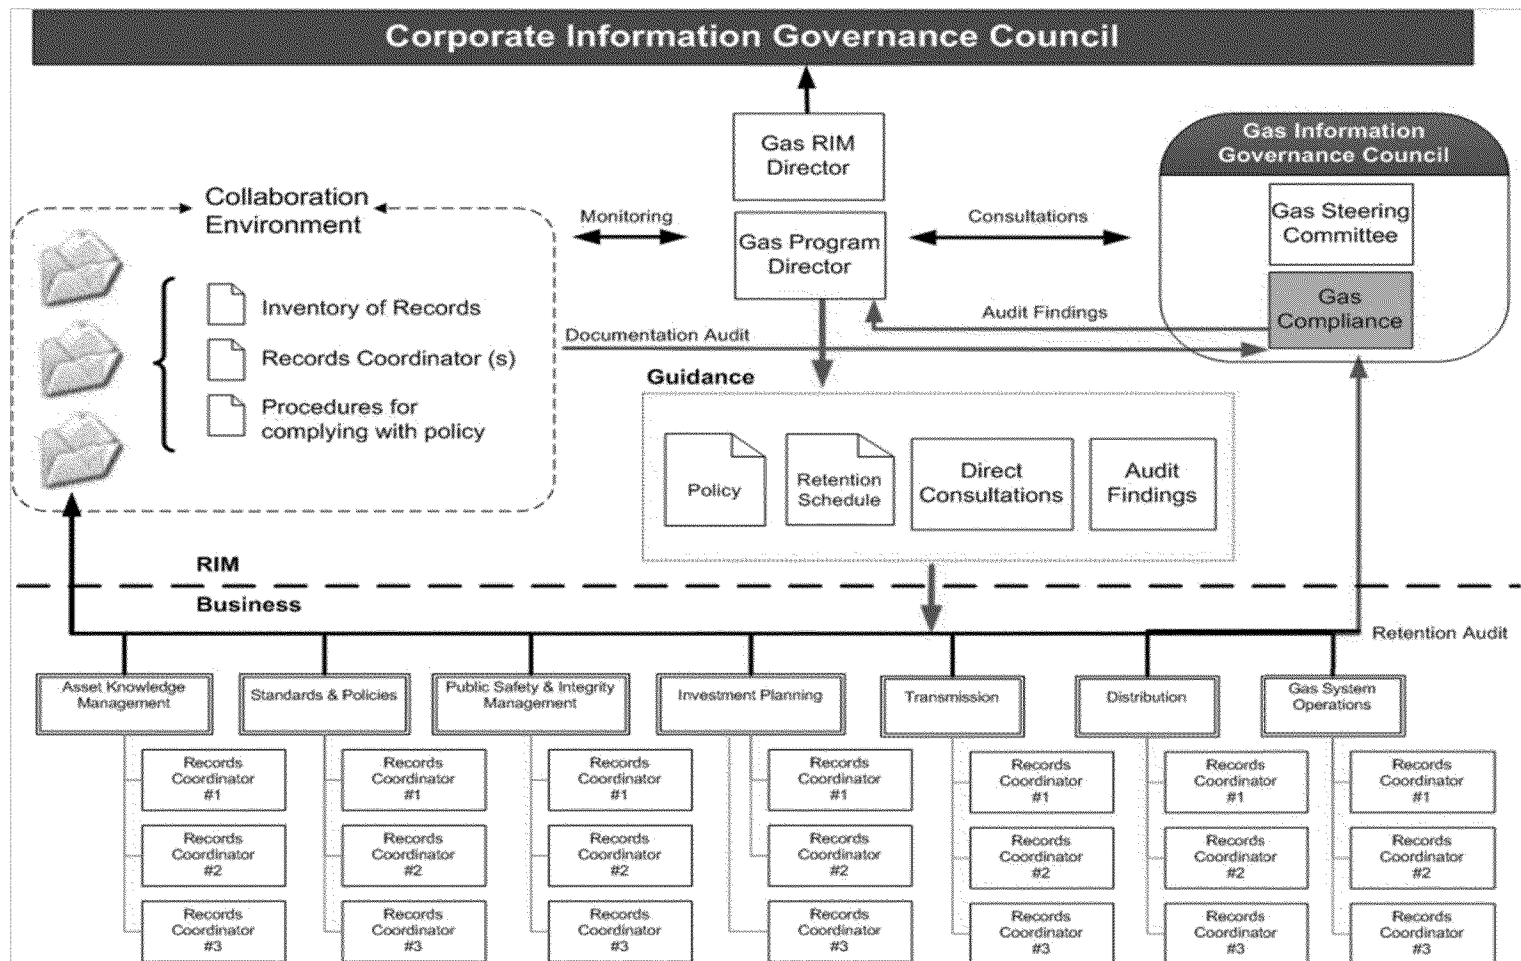 Corporate Information Governance Council
Gas RIM
Director
Gas Information
Governance Council
Collaboration
Environment
Monitoring
Gas Program
Director
Consultations
Gas Steering
Committee
Inventory of Records
Records Coordinator (s)
Procedures for
complying with policy
Documentation Audit
Audit Findings
Gas
Compliance
Guidance
Policy
Retention
Schedule
Direct
Consultations
Audit
Findings
RIM
Business
Retention Audit
Asset Knowledge
Management
Standards & Policies
Public Safety & Integrity
Management
Investment Planning
Transmission
Distribution
Gas System
Operations
Records
Coordinator
#1
Records
Coordinator
#1
Records
Coordinator
#1
Records
Coordinator
#1
Records
Coordinator
#1
Records
Coordinator
#1
Records
Coordinator
#1
Records
Coordinator
#2
Records
Coordinator
#2
Records
Coordinator
#2
Records
Coordinator
#2
Records
Coordinator
#2
Records
Coordinator
#2
Records
Coordinator
#2
Records
Coordinator
#3
Records
Coordinator
#3
Records
Coordinator
#3
Records
Coordinator
#3
Records
Coordinator
#3
Records
Coordinator
#3
Records
Coordinator
#3